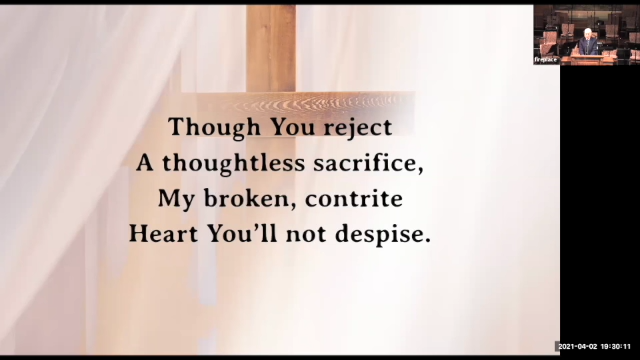 Though You reject
A thoughtless sacrifice,
My broken, contrite
Heart You'll not despise.
fireplace
2021-04-02 19:30:11